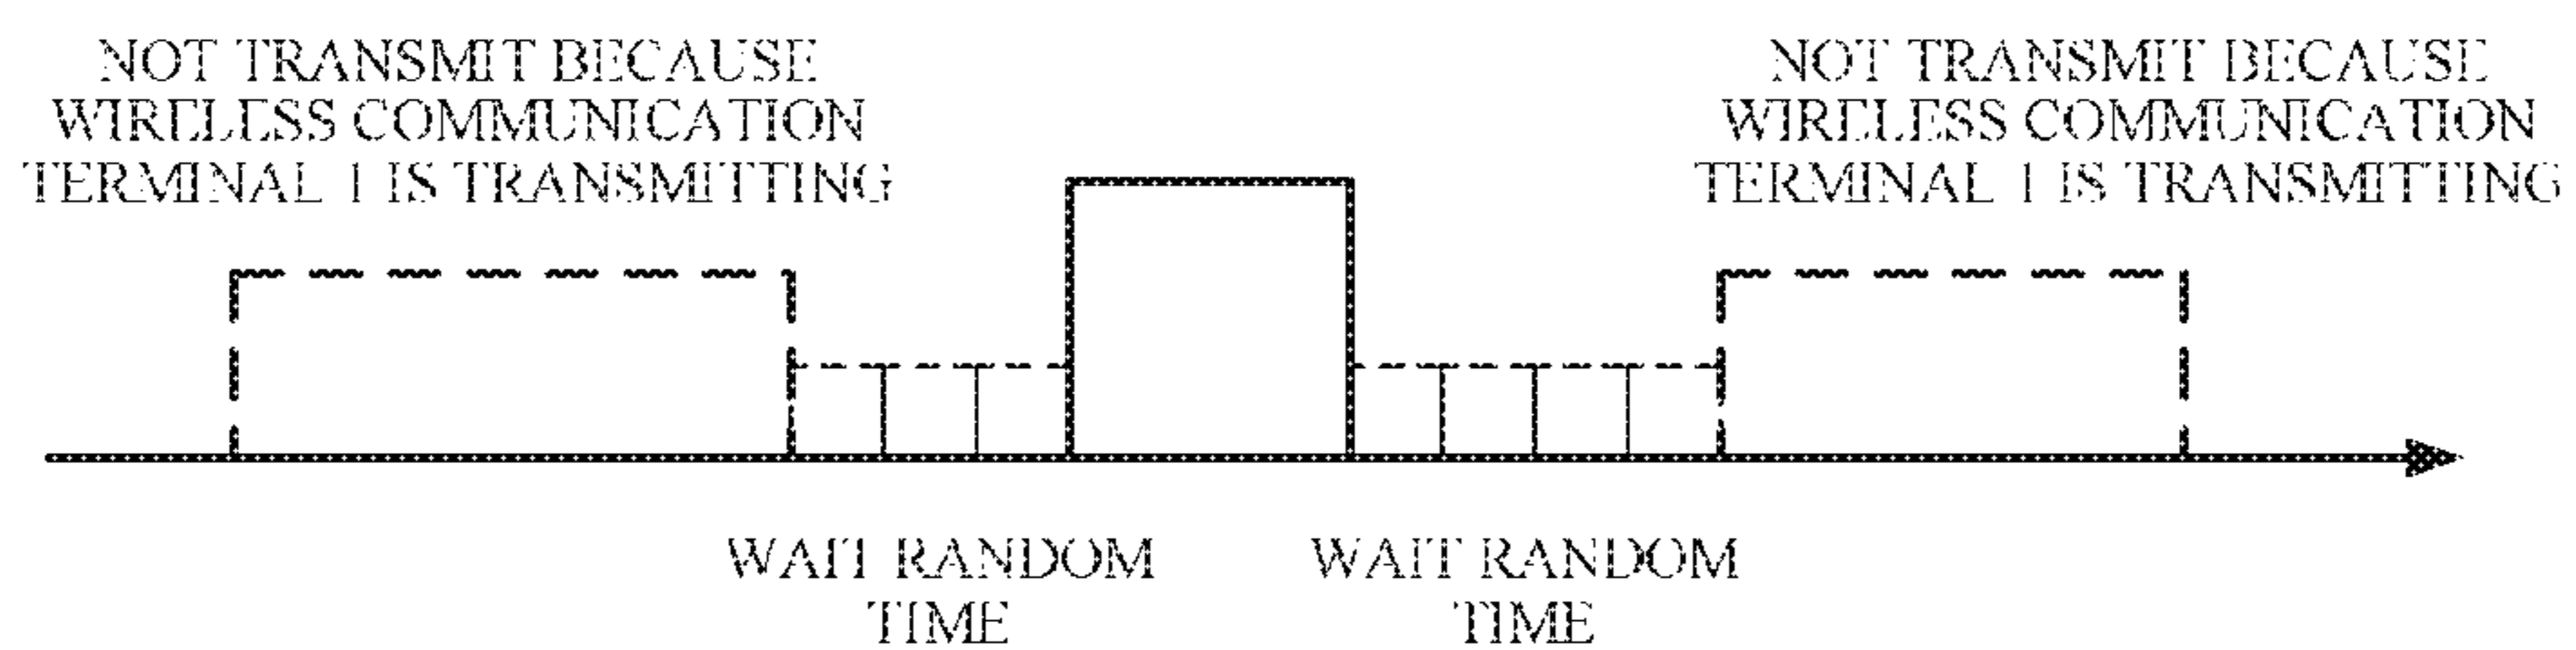 NOT TRANSMIT BECAUSE
WIRELESS COMMUNICATION
TERMINAL 1 IS TRANSMITTING
NOT TRANSMIT BECAUSE
WIRELESS COMMUNICATION
TERMINAL 1 IS TRANSMITTING
WAIT RANDOM
TIME
WAIT RANDOM
TIME